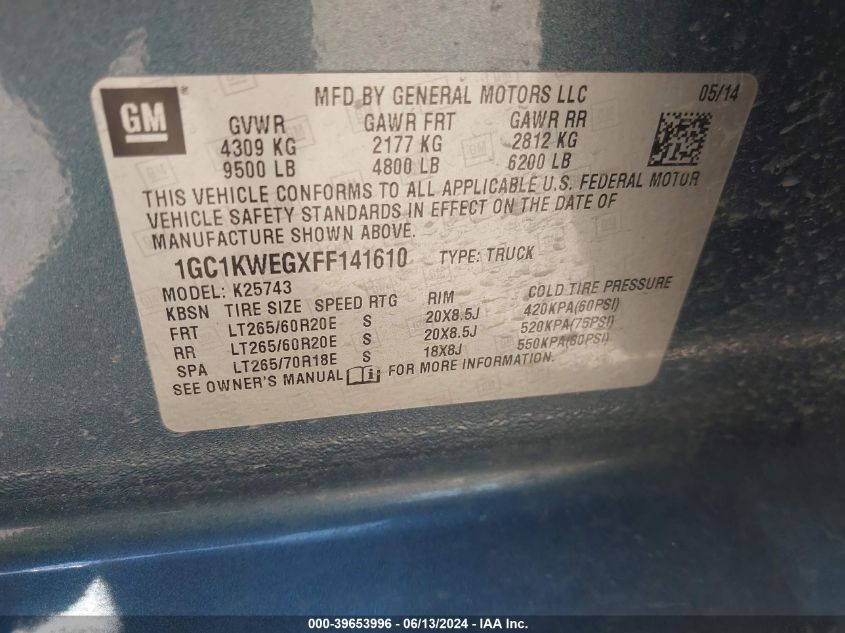 GM ® MFD BY GENERAL MOTORS LLC 05/14
GVWR GAWR FRT GAWR RR
4309 KG 2177 KG 2812 KG
9500 LB 4800 LB 6200 LB
THIS VEHICLE CONFORMS TO ALL APPLICABLE U.S. FEDERAL MOTOR
VEHICLE SAFETY STANDARDS IN EFFECT ON THE DATE OF
MANUFACTURE SHOWN ABOVE.
1GC1KWEGXFF141610 TYPE: TRUCK
MODEL: K25743
KBSN TIRE SIZE SPEED RTG RIM COLD TIRE PRESSURE
FRT LT265/60R20E S 20X8.5J 420KPA(60PSI)
RR LT265/60R20E S 20X8.5J 520KPA(75PSI)
SPA LT265/70R18E S 18X8J 550KPA(80PSI)
SEE OWNER'S MANUAL FOR MORE INFORMATION.
000-39653996 - 06/13/2024 - IAA Inc.